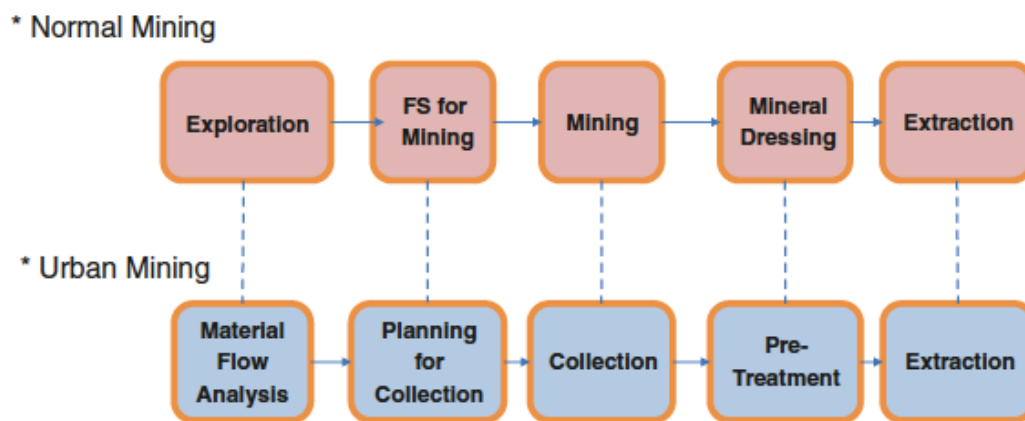 * Normal Mining
Exploration
FS for
Mining
Mining
Mineral
Dressing
Extraction
* Urban Mining
Material
Flow
Analysis
Planning
for
Collection
Collection
Pre-
Treatment
Extraction